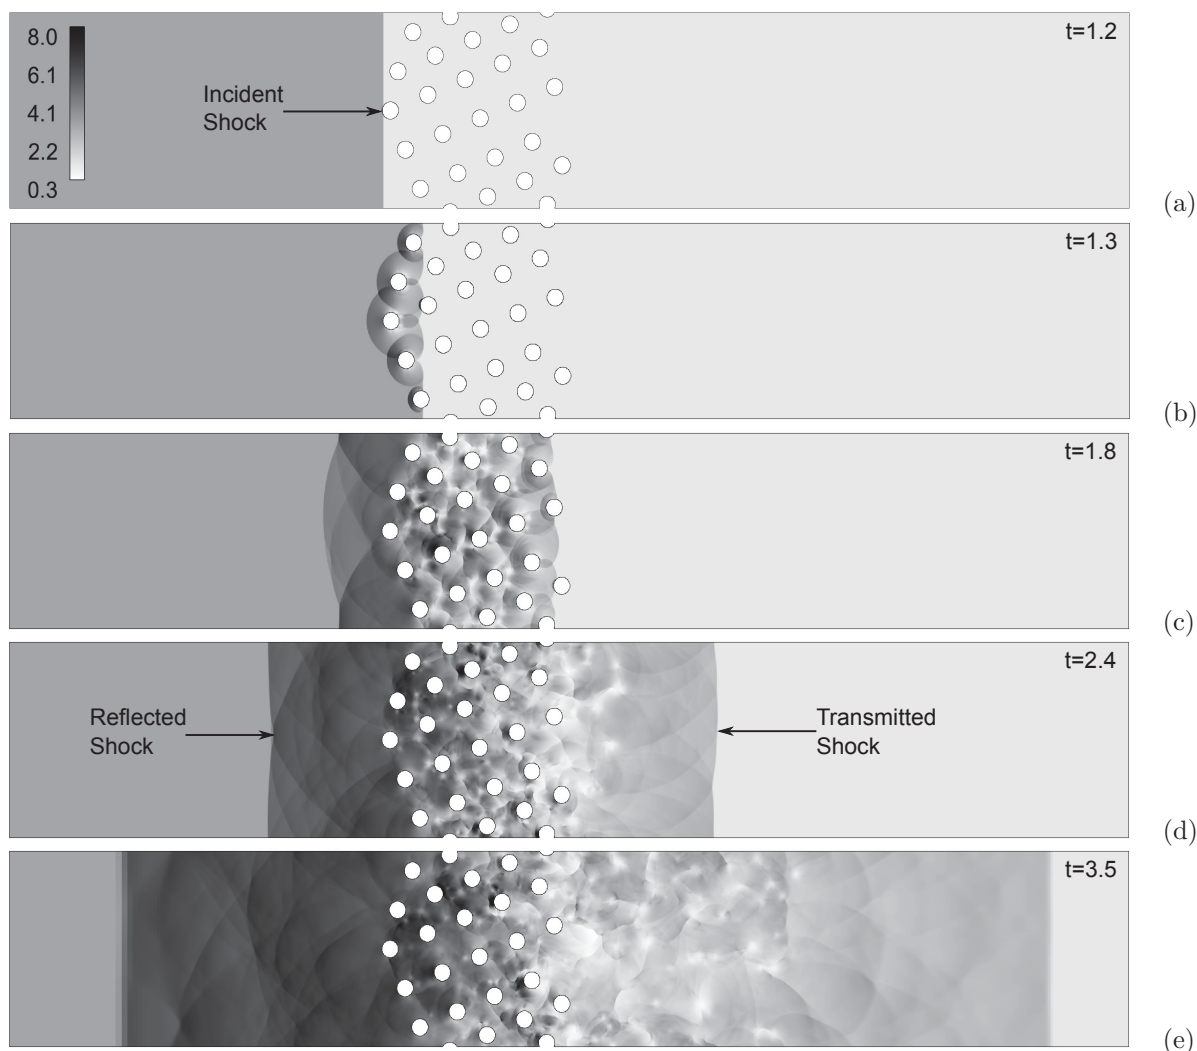 8.0
6.1
4.1
2.2
0.3
Incident
Shock
t=1.2
(a)
t=1.3
(b)
t=1.8
(c)
Reflected
Shock
Transmitted
Shock
t=2.4
(d)
t=3.5
(e)